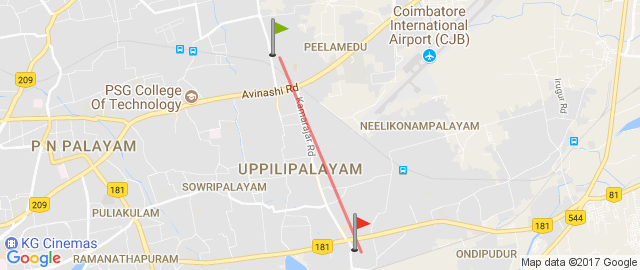 Coimbatore
International
Airport (CJB)
PEELAMEDU
209
PSG College
Of Technology
Avinashi Rd
Kamarajar Rd
Irugur Rd
NEELIKONAMPALAYAM
P N PALAYAM
UPPILIPALAYAM
181
SOWRIPALAYAM
81
209
PULIAKULAM
544
181
KG Cinemas
181
RAMANATHAPURAM
ONDIPUDUR
Google
Map data ©2017 Google